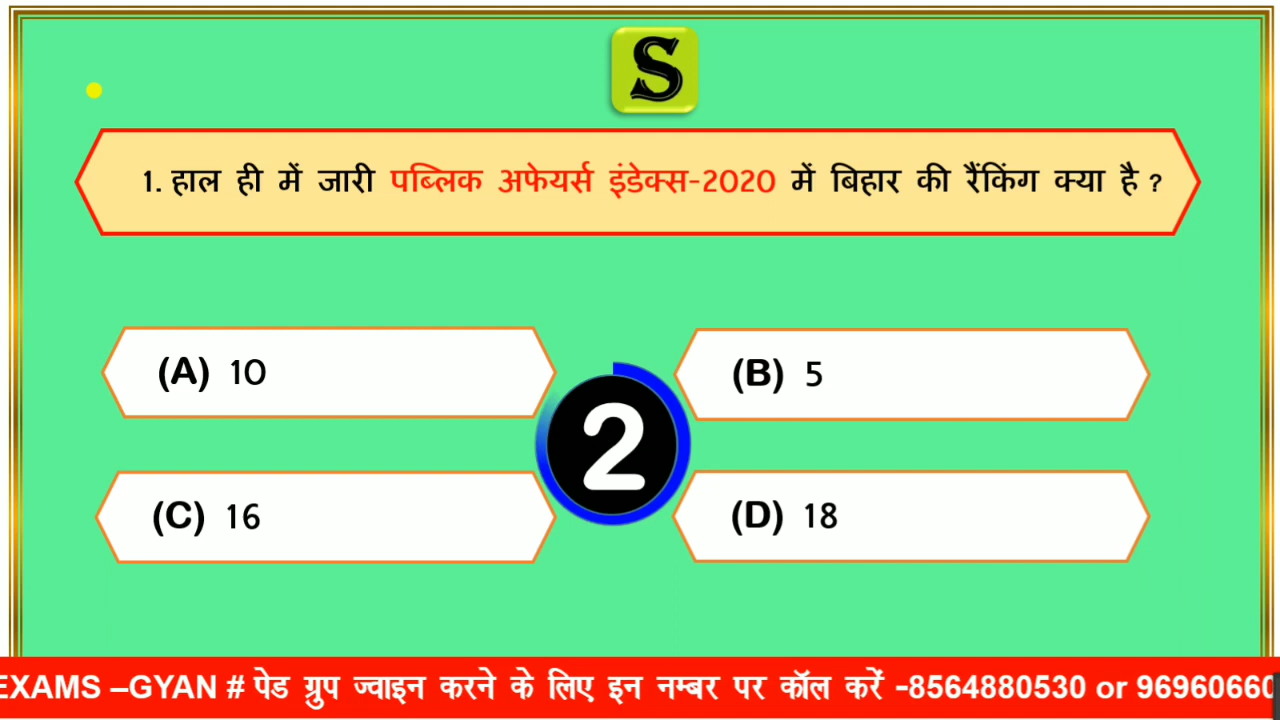 S
1. हाल ही में जारी पब्लिक अफेयर्स इंडेक्स-2020 में बिहार की रैंकिंग क्या है ?
(A) 10
(B) 5
2
(C) 16
(D) 18
EXAMS –GYAN # पेड ग्रुप ज्वाइन करने के लिए इन नम्बर पर कॉल करें -8564880530 or 96960660